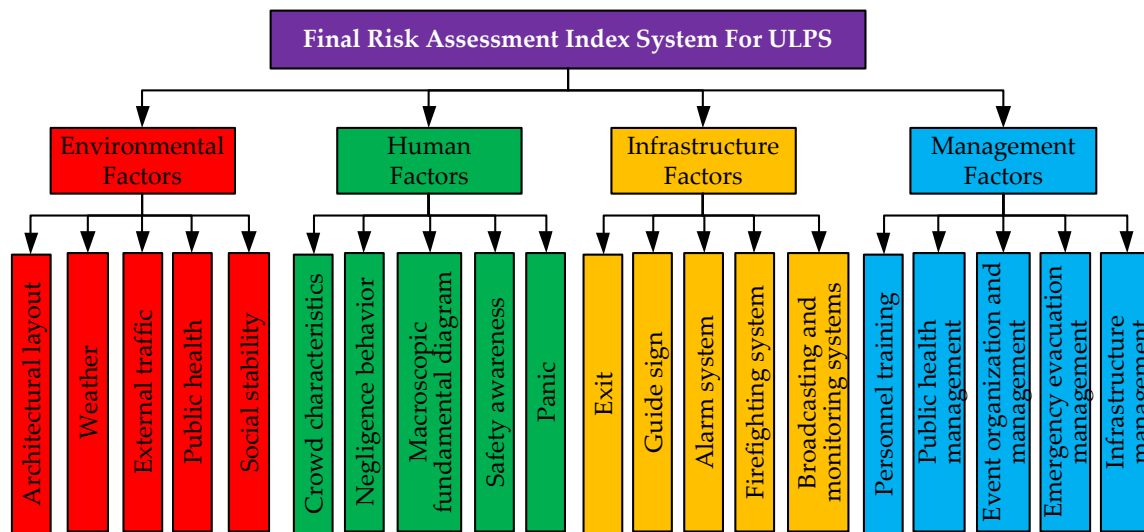 Final Risk Assessment Index System For ULPS
Environmental
Factors
Human
Factors
Infrastructure
Factors
Management
Factors
Architectural layout
Weather
External traffic
Public health
Social stability
Crowd characteristics
Negligence behavior
Macroscopic
fundamental diagram
Safety awareness
Panic
Exit
Guide sign
Alarm system
Firefighting system
Broadcasting and
monitoring systems
Personnel training
Public health
management
Event organization and
management
Emergency evacuation
management
Infrastructure
management